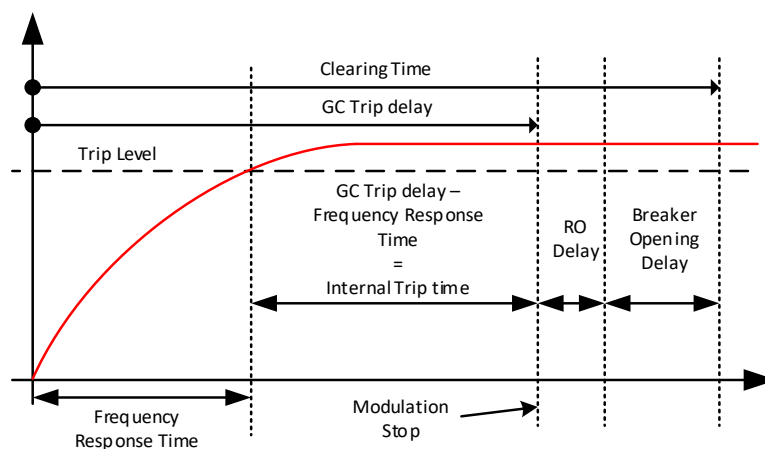 Clearing Time
GC Trip delay
Trip Level
GC Trip delay –
Frequency Response
Time
=
Internal Trip time
RO
Delay
Breaker
Opening
Delay
Frequency
Response Time
Modulation
Stop